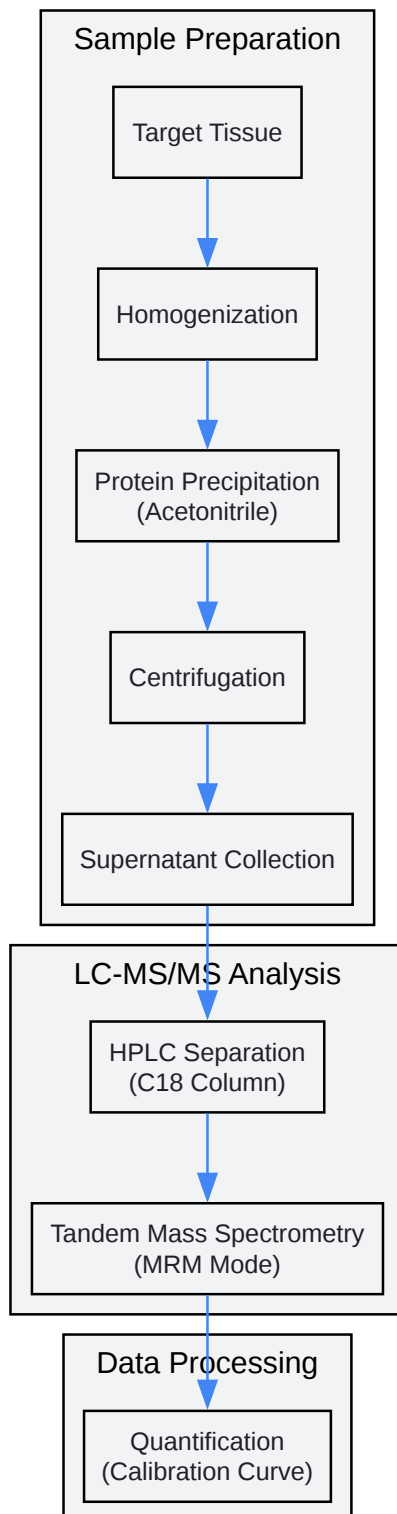 Sample Preparation
Target Tissue
Homogenization
Protein Precipitation
(Acetonitrile)
Centrifugation
Supernatant Collection
LC-MS/MS Analysis
HPLC Separation
(C18 Column)
Tandem Mass Spectrometry
(MRM Mode)
Data Processing
Quantification
(Calibration Curve)